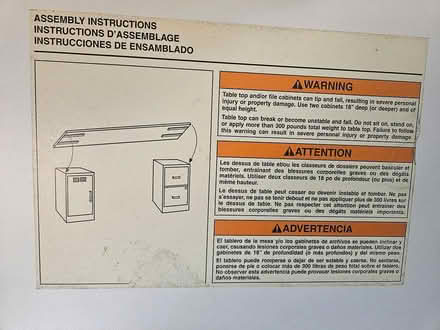 ASSEMBLY INSTRUCTIONS
INSTRUCTIONS D'ASSEMBLAGE
INSTRUCCIONES DE ENSAMBLADO
WARNING
Table top and/or file cabinets can tip and fall, resulting in severe personal
injury or property damage. Use two cabinets 18" deep (or deeper) and of
equal height.
Table top can break or become unstable and fall. Do not sit on, stand on,
or apply more than 300 pounds total weight to table top. Failure to follow
this warning can result in severe personal injury or property damage.
ATTENTION
Les dessus de table et/ou les classeurs de dossiers peuvent basculer et
tomber, entraînant des blessures corporelles graves ou des dégâts
matériels. Utiliser deux classeurs de 18 po de profondeur (ou plus) et de
même hauteur.
Le dessus de table peut casser ou devenir instable et tomber. Ne pas
s'essayer, ne pas se tenir debout et ne pas appliquer plus de 300 livres sur
le dessus de table. Ne pas respecter cet attention peut entraîner des
blessures corporelles graves ou des dégâts matériels importants.
ADVERTENCIA
El tablero de la mesa y/o los gabinetes de archivos se pueden inclinar y
caer, causando lesiones corporales graves o daños materiales. Utilizar dos
gabinetes de 18" de profundidad (o más profundos) y del mismo peso.
El tablero puede romperse o dejar de ser estable y caerse. No sentarse,
ponerse de pie o colocar más de 300 libras de peso total sobre el tablero.
No observar esta advertencia puede provocar lesiones corporales graves o
daños materiales.